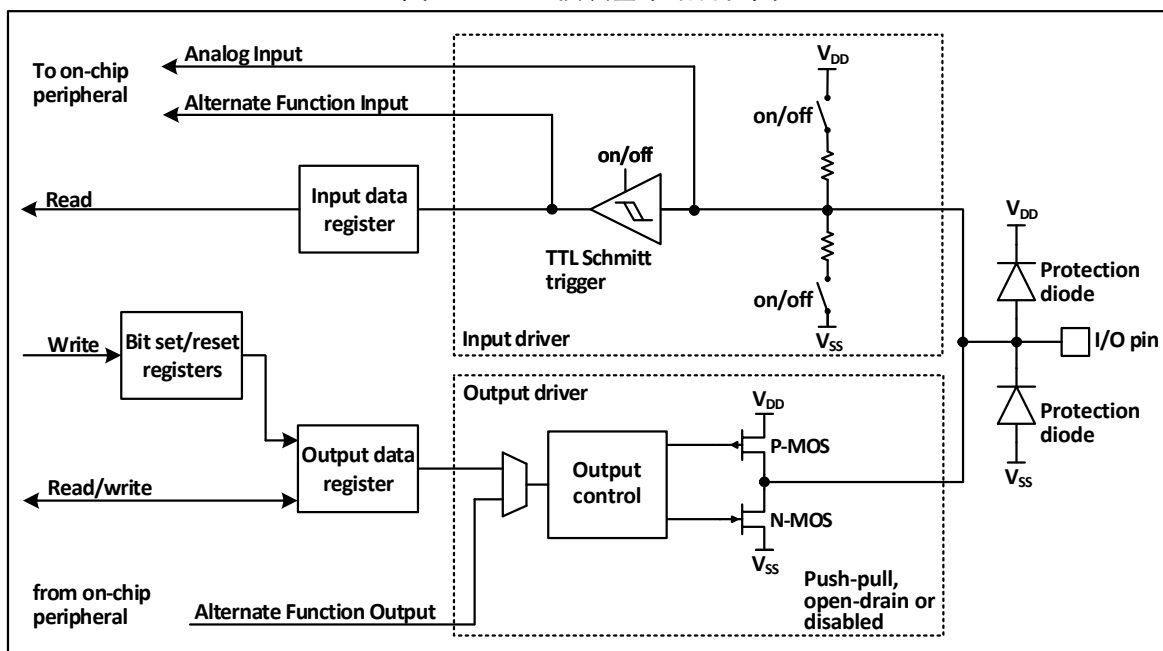 Analog Input
To on-chip
peripheral
Alternate Function Input
on/off
Read
Input data
register
TTL Schmitt
trigger
V_DD
on/off
on/off
V_SS
Input driver
V_DD
Protection
diode
I/O pin
Protection
diode
V_SS
Write
Bit set/reset
registers
Output driver
V_DD
P-MOS
Output data
register
Output
control
Read/write
N-MOS
V_SS
from on-chip
peripheral
Alternate Function Output
Push-pull,
open-drain or
disabled